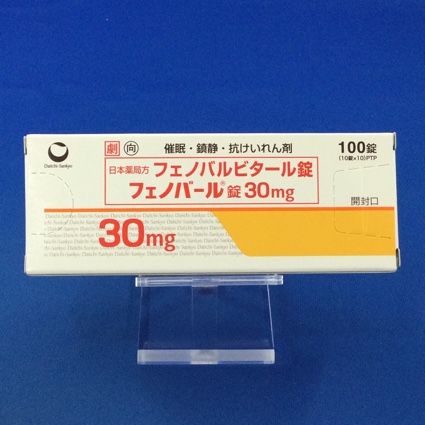 劇 向 催眠・鎮静・抗けいれん剤 100錠
(10錠×10)PTP
Daiichi-Sankyo
日本薬局方 フェノバルビタール錠
フェノバール®錠30mg
開封口
30mg